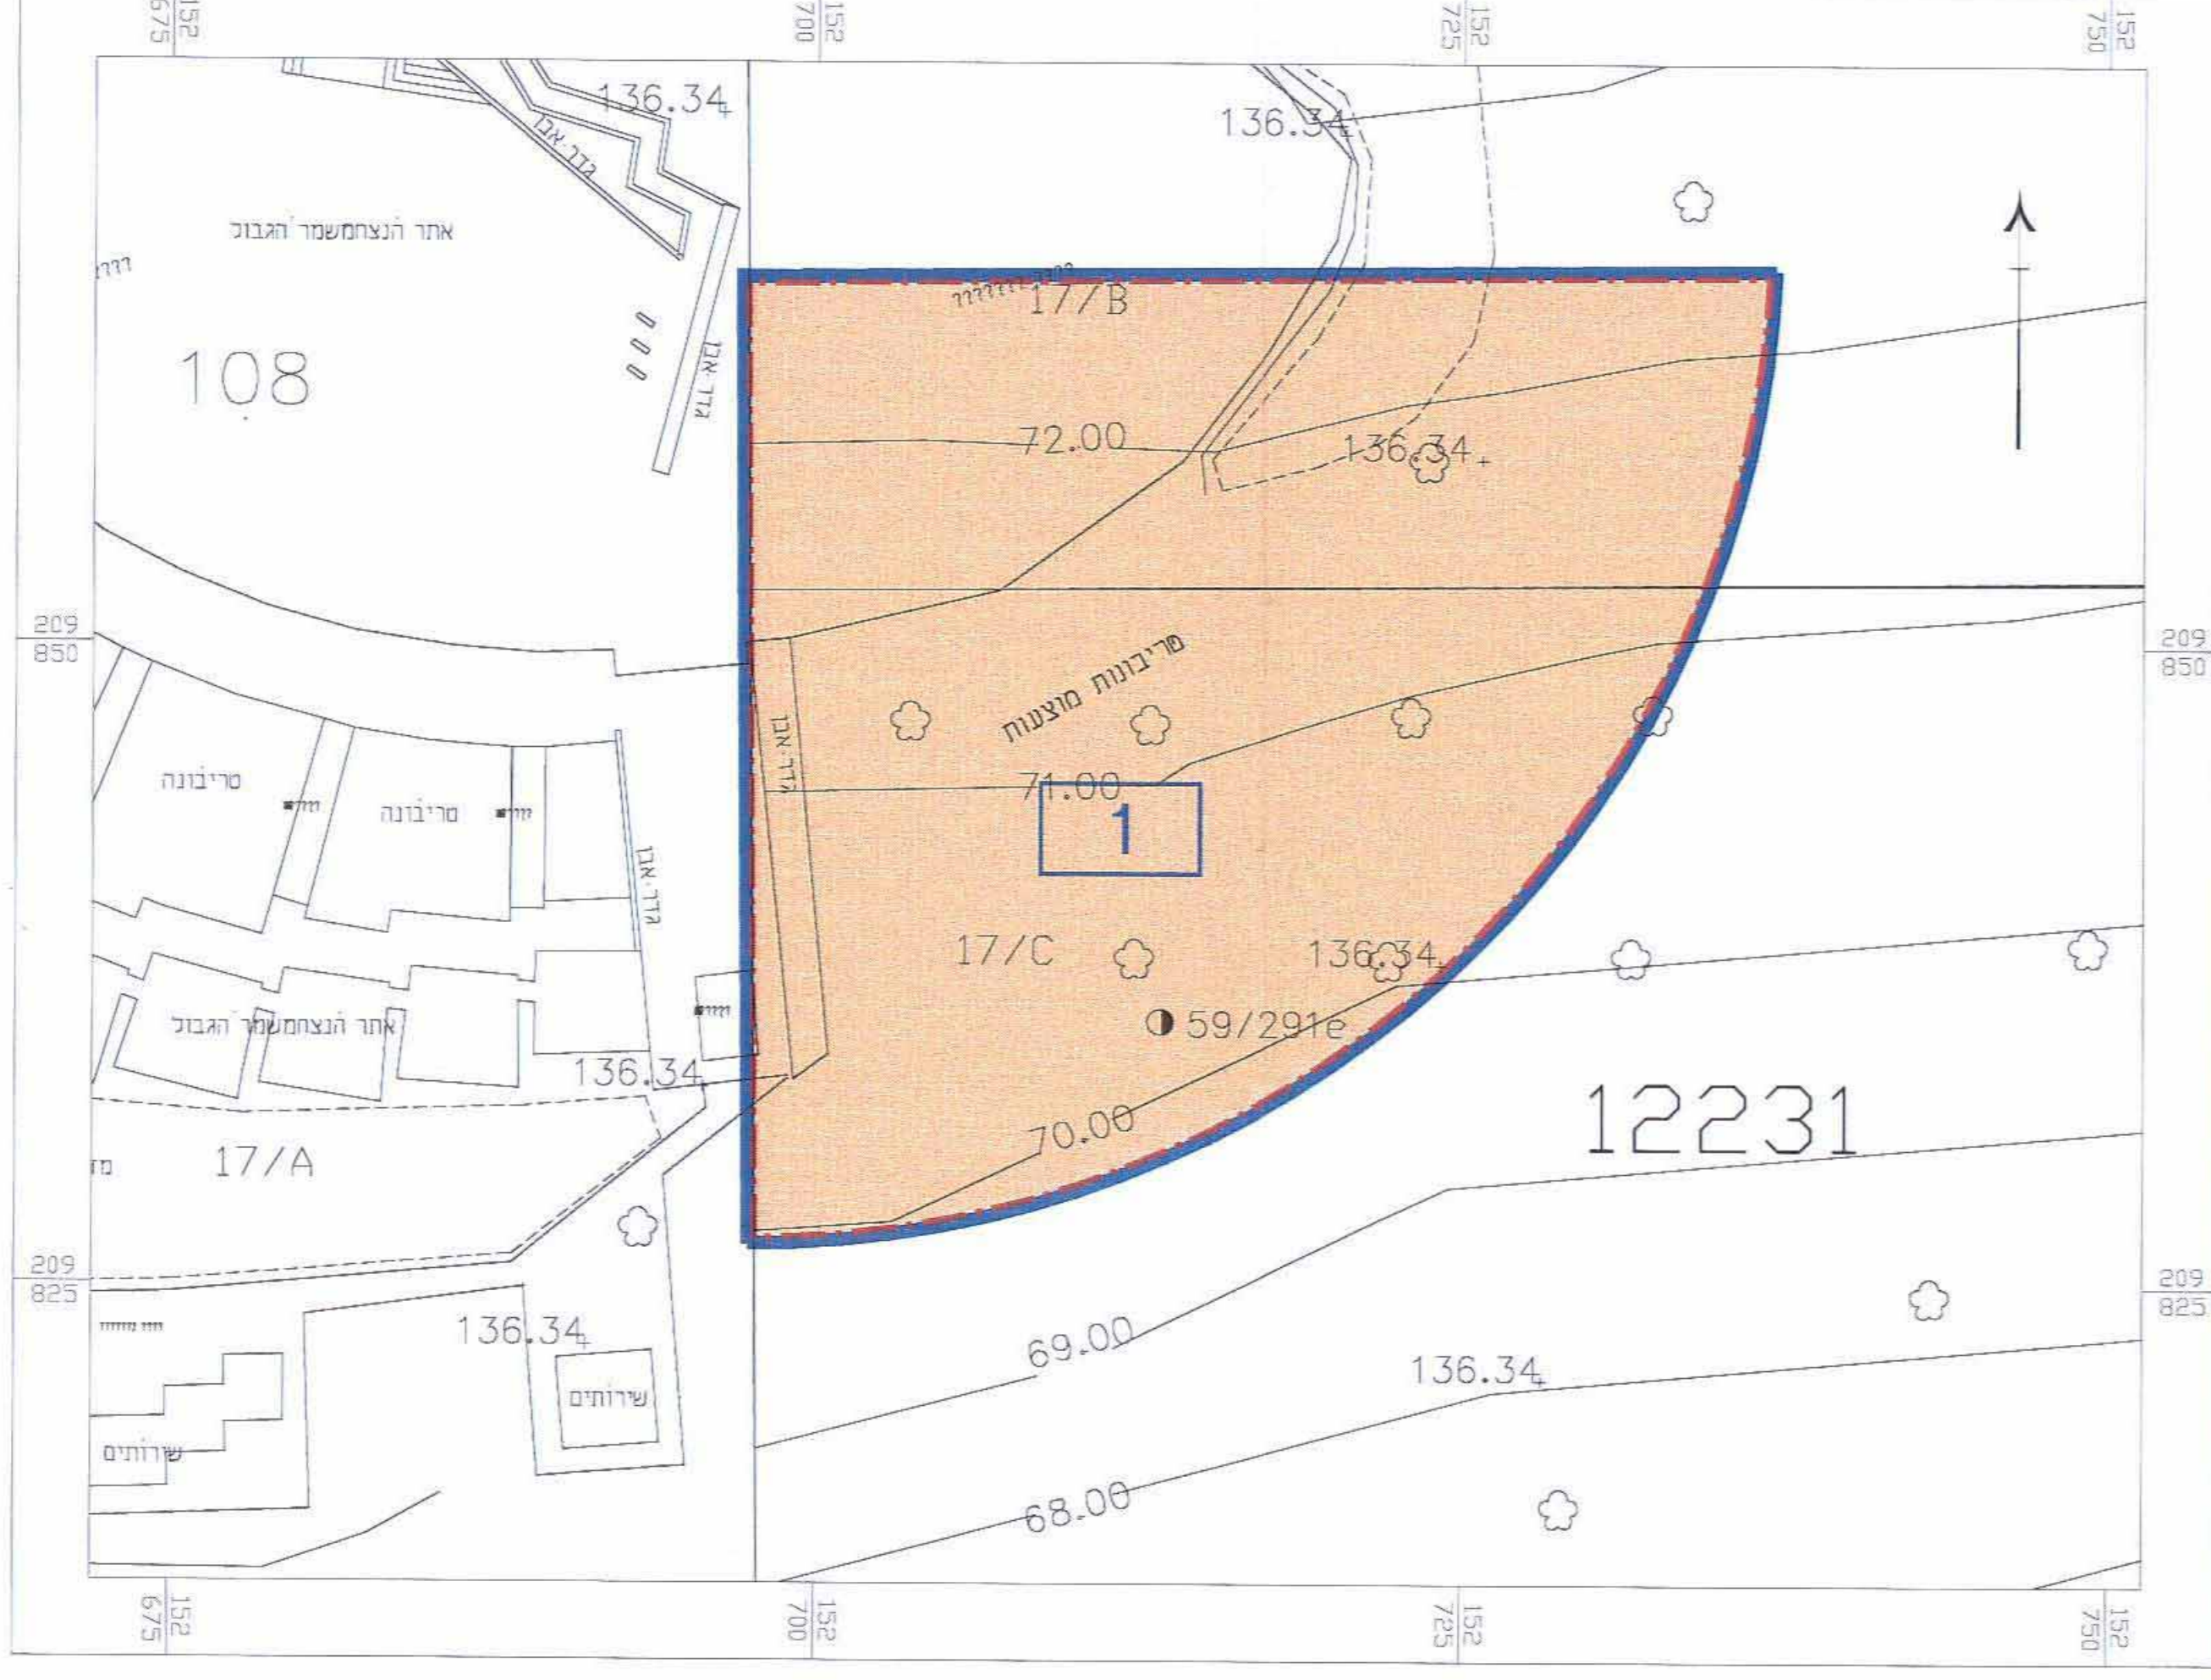 152
675
152
700
152
725
152
750
136.34
136.34
גדר אבן
אתר הנצחמשמר הגבול
17/B
108
גדר אבן
72.00
136.34
209
850
209
850
טריבונות מוצעות
גדר אבן
טריבונה
טריבונה
71.00
1
גדר אבן
17/C
136.34
אתר הנצחמשמר הגבול
59/291e
136.34
70.00
12231
17/A
209
825
209
825
136.34
69.00
136.34
שירותים
שירותים
68.00
152
675
152
700
152
725
152
750